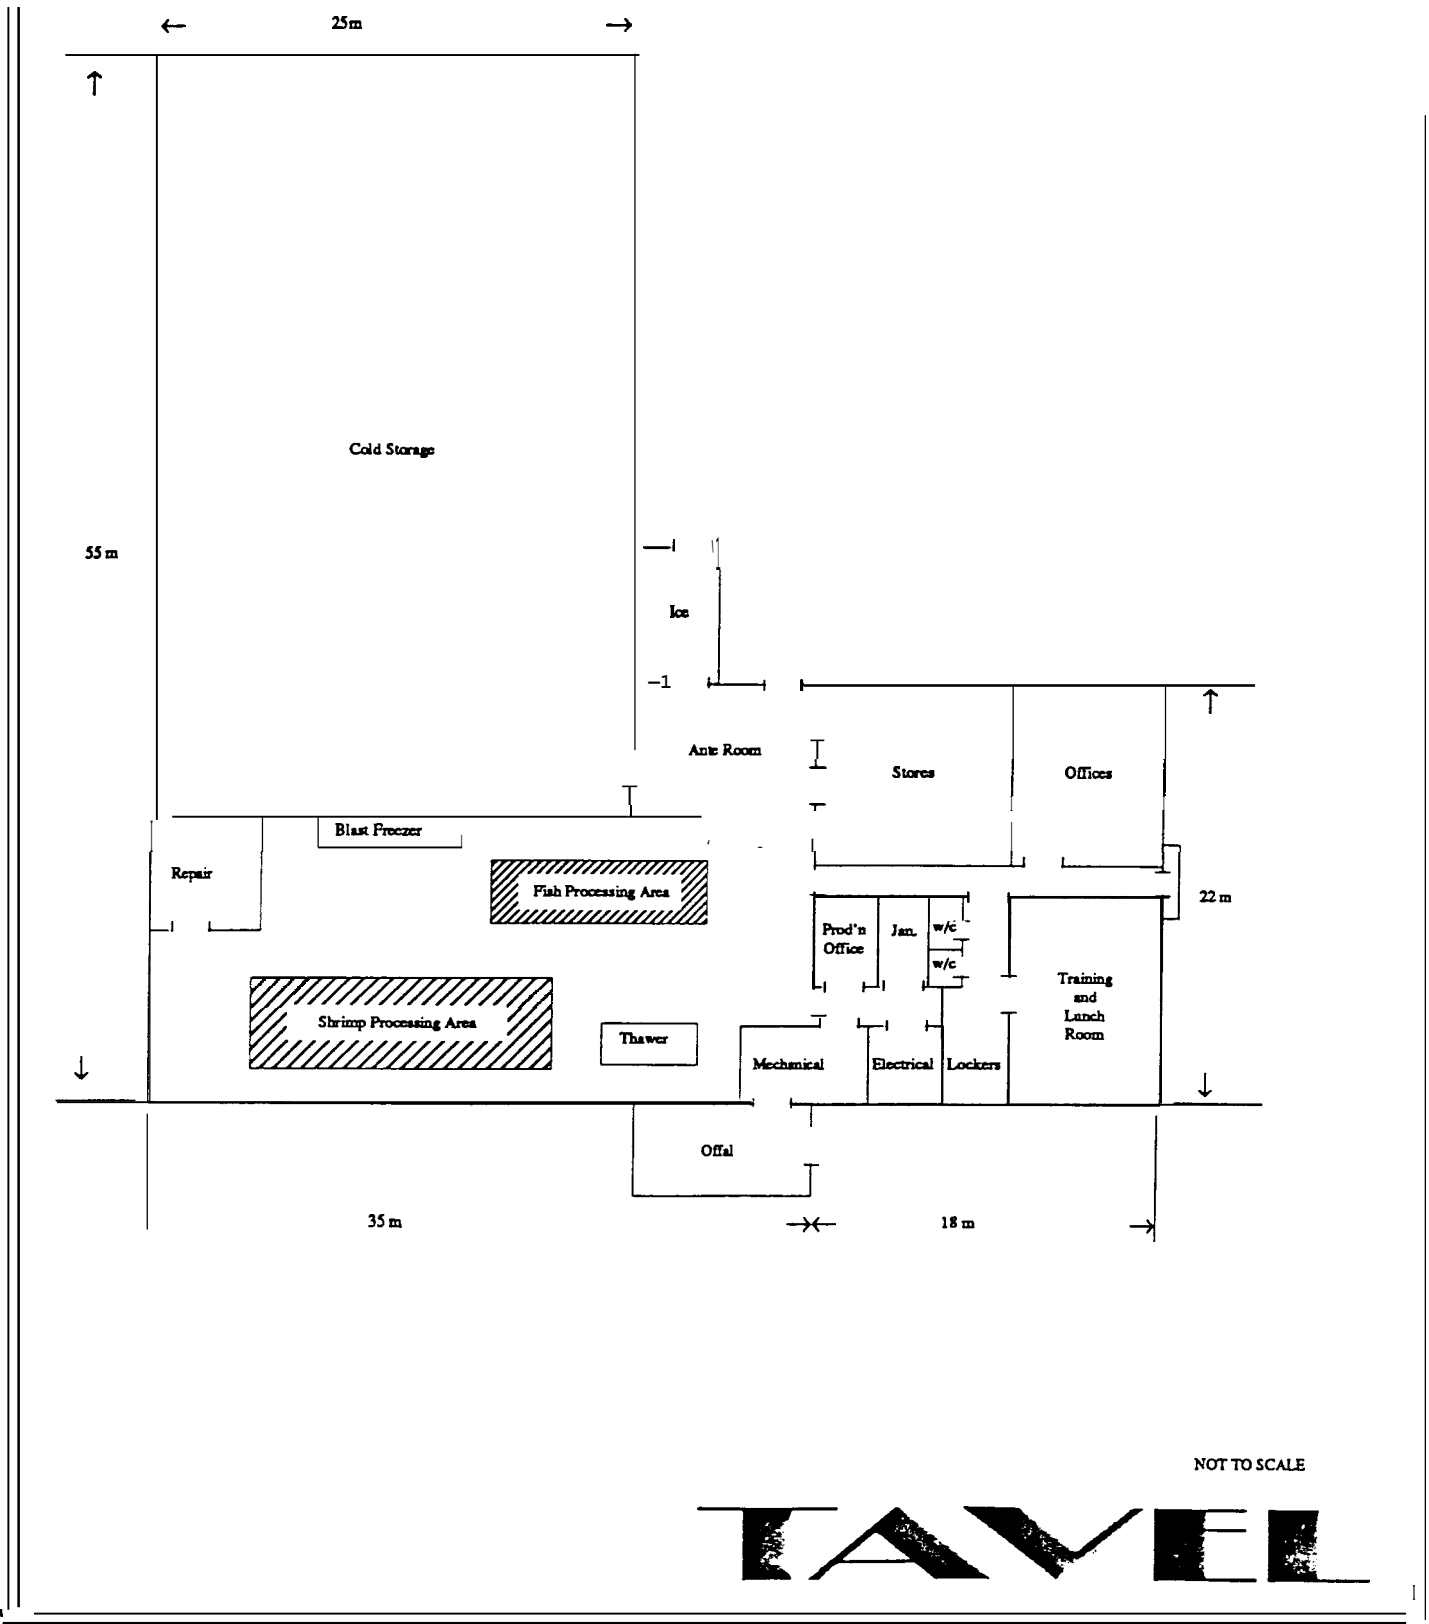 25m
Cold Storage
55 m
Ice
Ante Room
Stores
Offices
Blast Freezer
Repair
Fish Processing Area
22 m
Prod'n
Office
Jan.
w/c
w/c
Training
and
Lunch
Room
Shrimp Processing Area
Thawer
Mechanical
Electrical
Lockers
Offal
35 m
18 m
NOT TO SCALE
TAVEL